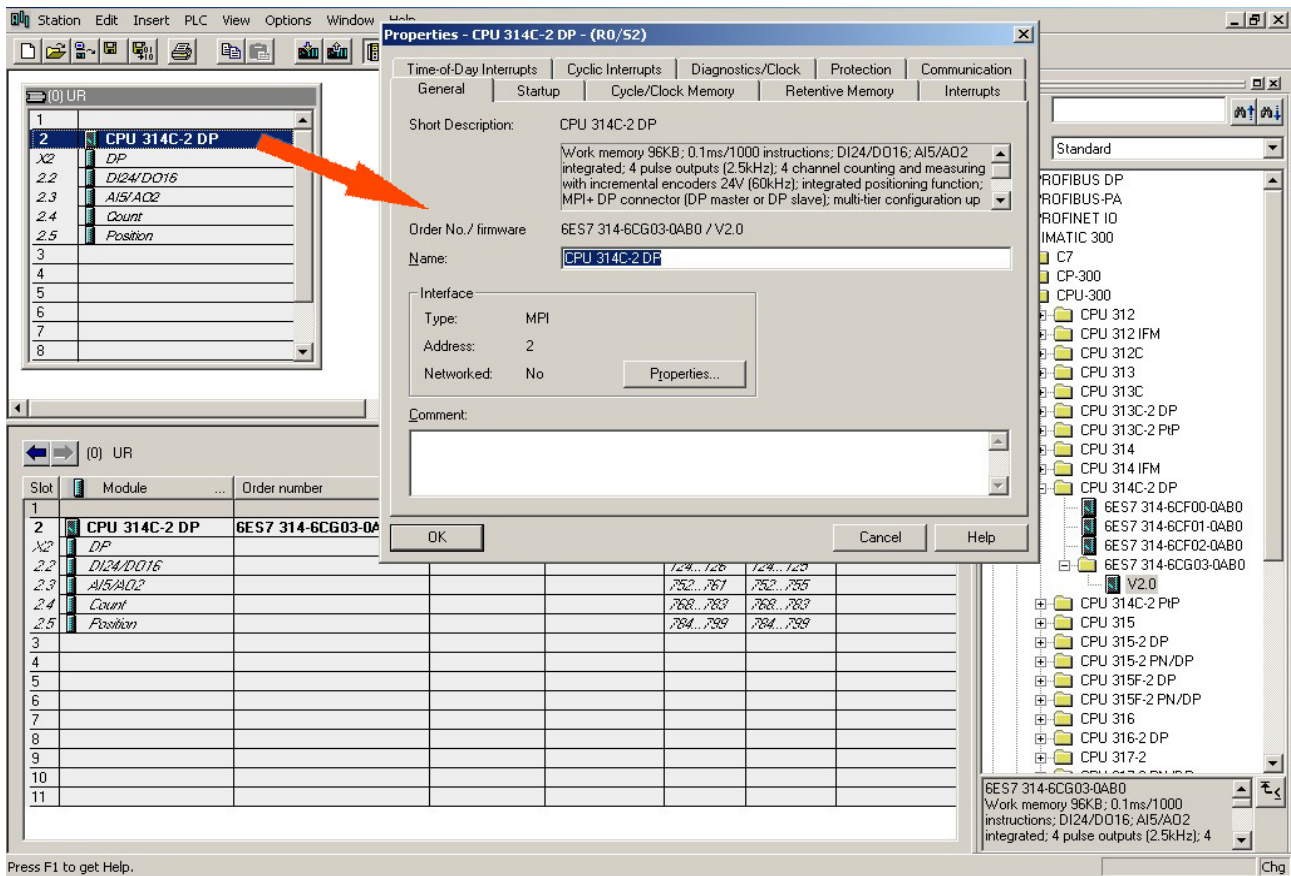 Station Edit Insert PLC View Options Window Help
Properties - CPU 314C-2 DP - (R0/S2)
Time-of-Day Interrupts Cyclic Interrupts Diagnostics/Clock Protection Communication
General Startup Cycle/Clock Memory Retentive Memory Interrupts
Short Description: CPU 314C-2 DP
Work memory 96KB; 0.1ms/1000 instructions; DI24/DO16; AI5/AO2
integrated; 4 pulse outputs (2.5kHz); 4 channel counting and measuring
with incremental encoders 24V (60kHz); integrated positioning function;
MPI+ DP connector (DP master or DP slave); multi-tier configuration up
Order No./ firmware 6ES7 314-6CG03-0AB0 / V2.0
Name: CPU 314C-2 DP
Interface
Type: MPI
Address: 2
Networked: No
Properties...
Comment:
OK Cancel Help
(0) UR
1
2 CPU 314C-2 DP
X2 DP
2.2 DI24/DO16
2.3 AI5/AO2
2.4 Count
2.5 Position
3
4
5
6
7
8
Standard
PROFIBUS DP
PROFIBUS-PA
PROFINET IO
IMATIC 300
C7
CP-300
CPU-300
CPU 312
CPU 312 IFM
CPU 312C
CPU 313
CPU 313C
CPU 313C-2 DP
CPU 313C-2 PtP
CPU 314
CPU 314 IFM
CPU 314C-2 DP
6ES7 314-6CF00-0AB0
6ES7 314-6CF01-0AB0
6ES7 314-6CF02-0AB0
6ES7 314-6CG03-0AB0
V2.0
CPU 314C-2 PtP
CPU 315
CPU 315-2 DP
CPU 315-2 PN/DP
CPU 315F-2 DP
CPU 315F-2 PN/DP
CPU 316
CPU 316-2 DP
CPU 317-2
(0) UR
Slot Module ... Order number
1
2 CPU 314C-2 DP 6ES7 314-6CG03-0A
X2 DP
2.2 DI24/DO16 124...126 124...125
2.3 AI5/AO2 752...761 752...755
2.4 Count 768...783 768...783
2.5 Position 784...799 784...799
3
4
5
6
7
8
9
10
11
6ES7 314-6CG03-0AB0
Work memory 96KB; 0.1ms/1000
instructions; DI24/DO16; AI5/AO2
integrated; 4 pulse outputs (2.5kHz); 4
Press F1 to get Help.
Chg